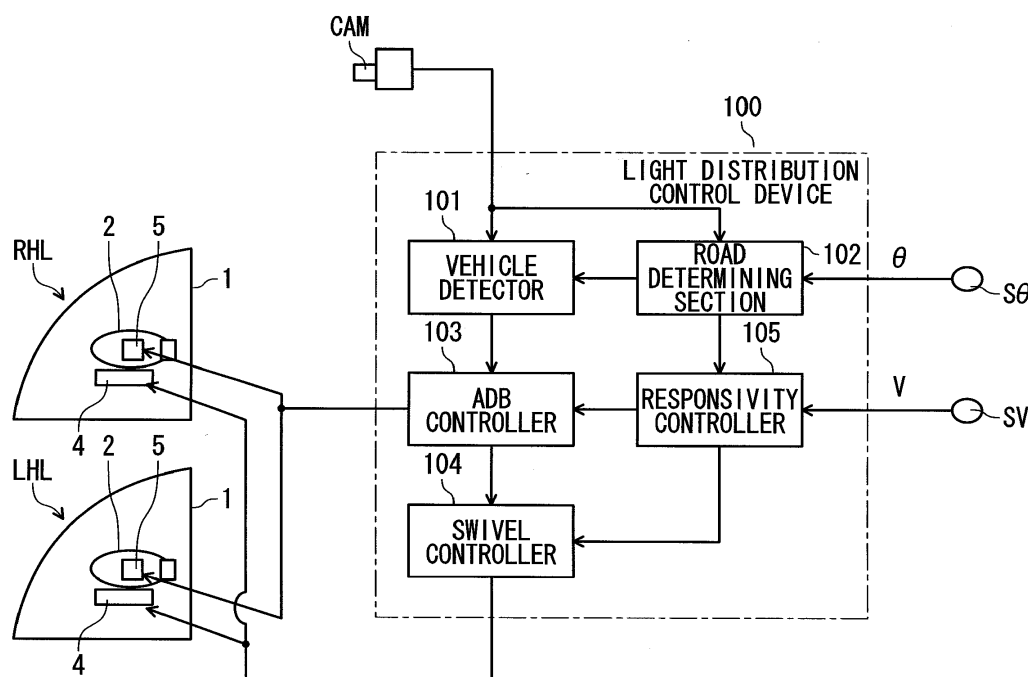 CAM
100
LIGHT DISTRIBUTION
CONTROL DEVICE
101
VEHICLE
DETECTOR
ROAD
DETERMINING
SECTION
102
θ
Sθ
RHL
2
5
1
103
ADB
CONTROLLER
105
RESPONSIVITY
CONTROLLER
V
SV
4
LHL
2
5
1
104
SWIVEL
CONTROLLER
4